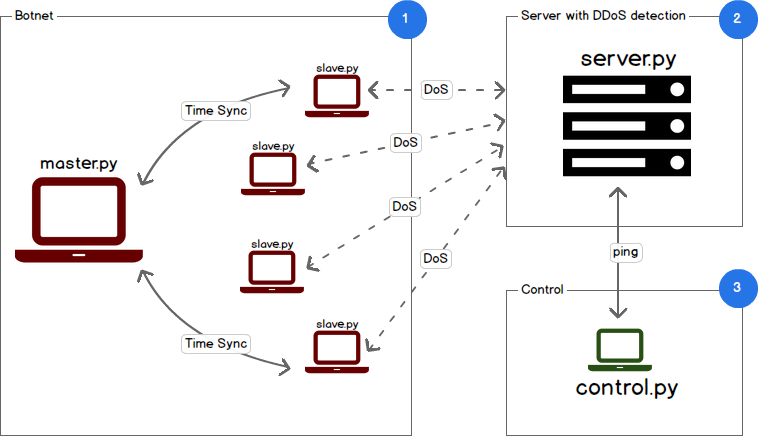 Botnet
1
Server with DDoS detection
2
slave.py
server.py
DoS
Time Sync
slave.py
DoS
master.py
DoS
slave.py
ping
DoS
Control
3
slave.py
Time Sync
control.py